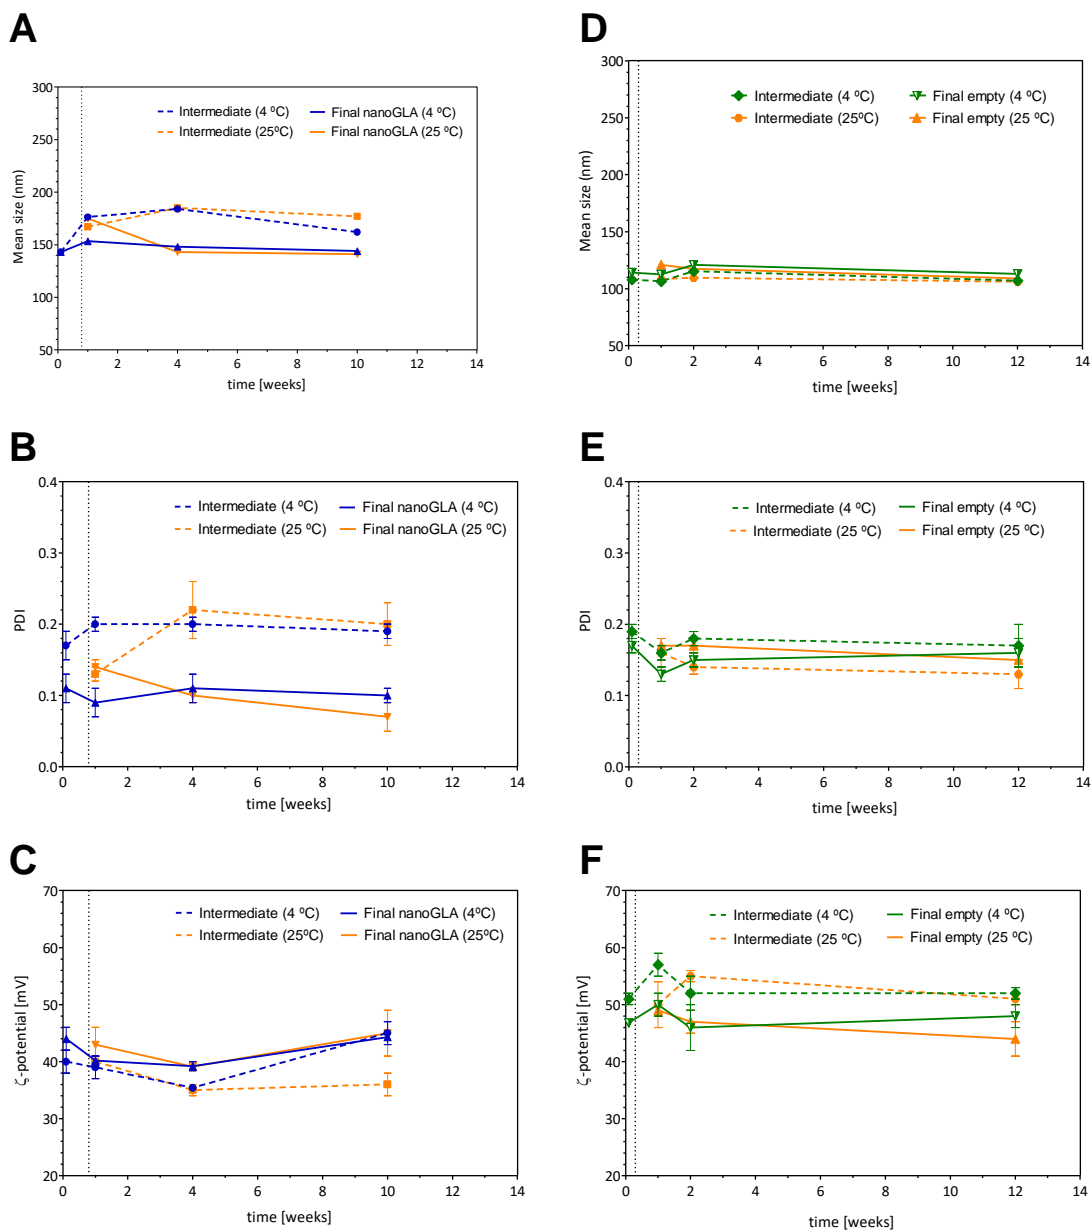 A
300
250
200
150
100
50
Mean size (nm)
Intermediate (4 ºC)
Final nanoGLA (4 ºC)
Intermediate (25ºC)
Final nanoGLA (25 ºC)
0 2 4 6 8 10 12 14
time [weeks]
D
300
250
200
150
100
50
Mean size (nm)
Intermediate (4 ºC)
Final empty (4 ºC)
Intermediate (25ºC)
Final empty (25 ºC)
0 2 4 6 8 10 12 14
time [weeks]
B
0.4
0.3
0.2
0.1
0.0
PDI
Intermediate (4 ºC)
Final nanoGLA (4 ºC)
Intermediate (25 ºC)
Final nanoGLA (25 ºC)
0 2 4 6 8 10 12 14
time [weeks]
E
0.4
0.3
0.2
0.1
0.0
PDI
Intermediate (4 ºC)
Final empty (4 ºC)
Intermediate (25 ºC)
Final empty (25 ºC)
0 2 4 6 8 10 12 14
time [weeks]
C
70
60
50
40
30
20
ζ-potential [mV]
Intermediate (4 ºC)
Final nanoGLA (4ºC)
Intermediate (25ºC)
Final nanoGLA (25ºC)
0 2 4 6 8 10 12 14
time [weeks]
F
70
60
50
40
30
20
ζ-potential [mV]
Intermediate (4 ºC)
Final empty (4 ºC)
Intermediate (25 ºC)
Final empty (25 ºC)
0 2 4 6 8 10 12 14
time [weeks]